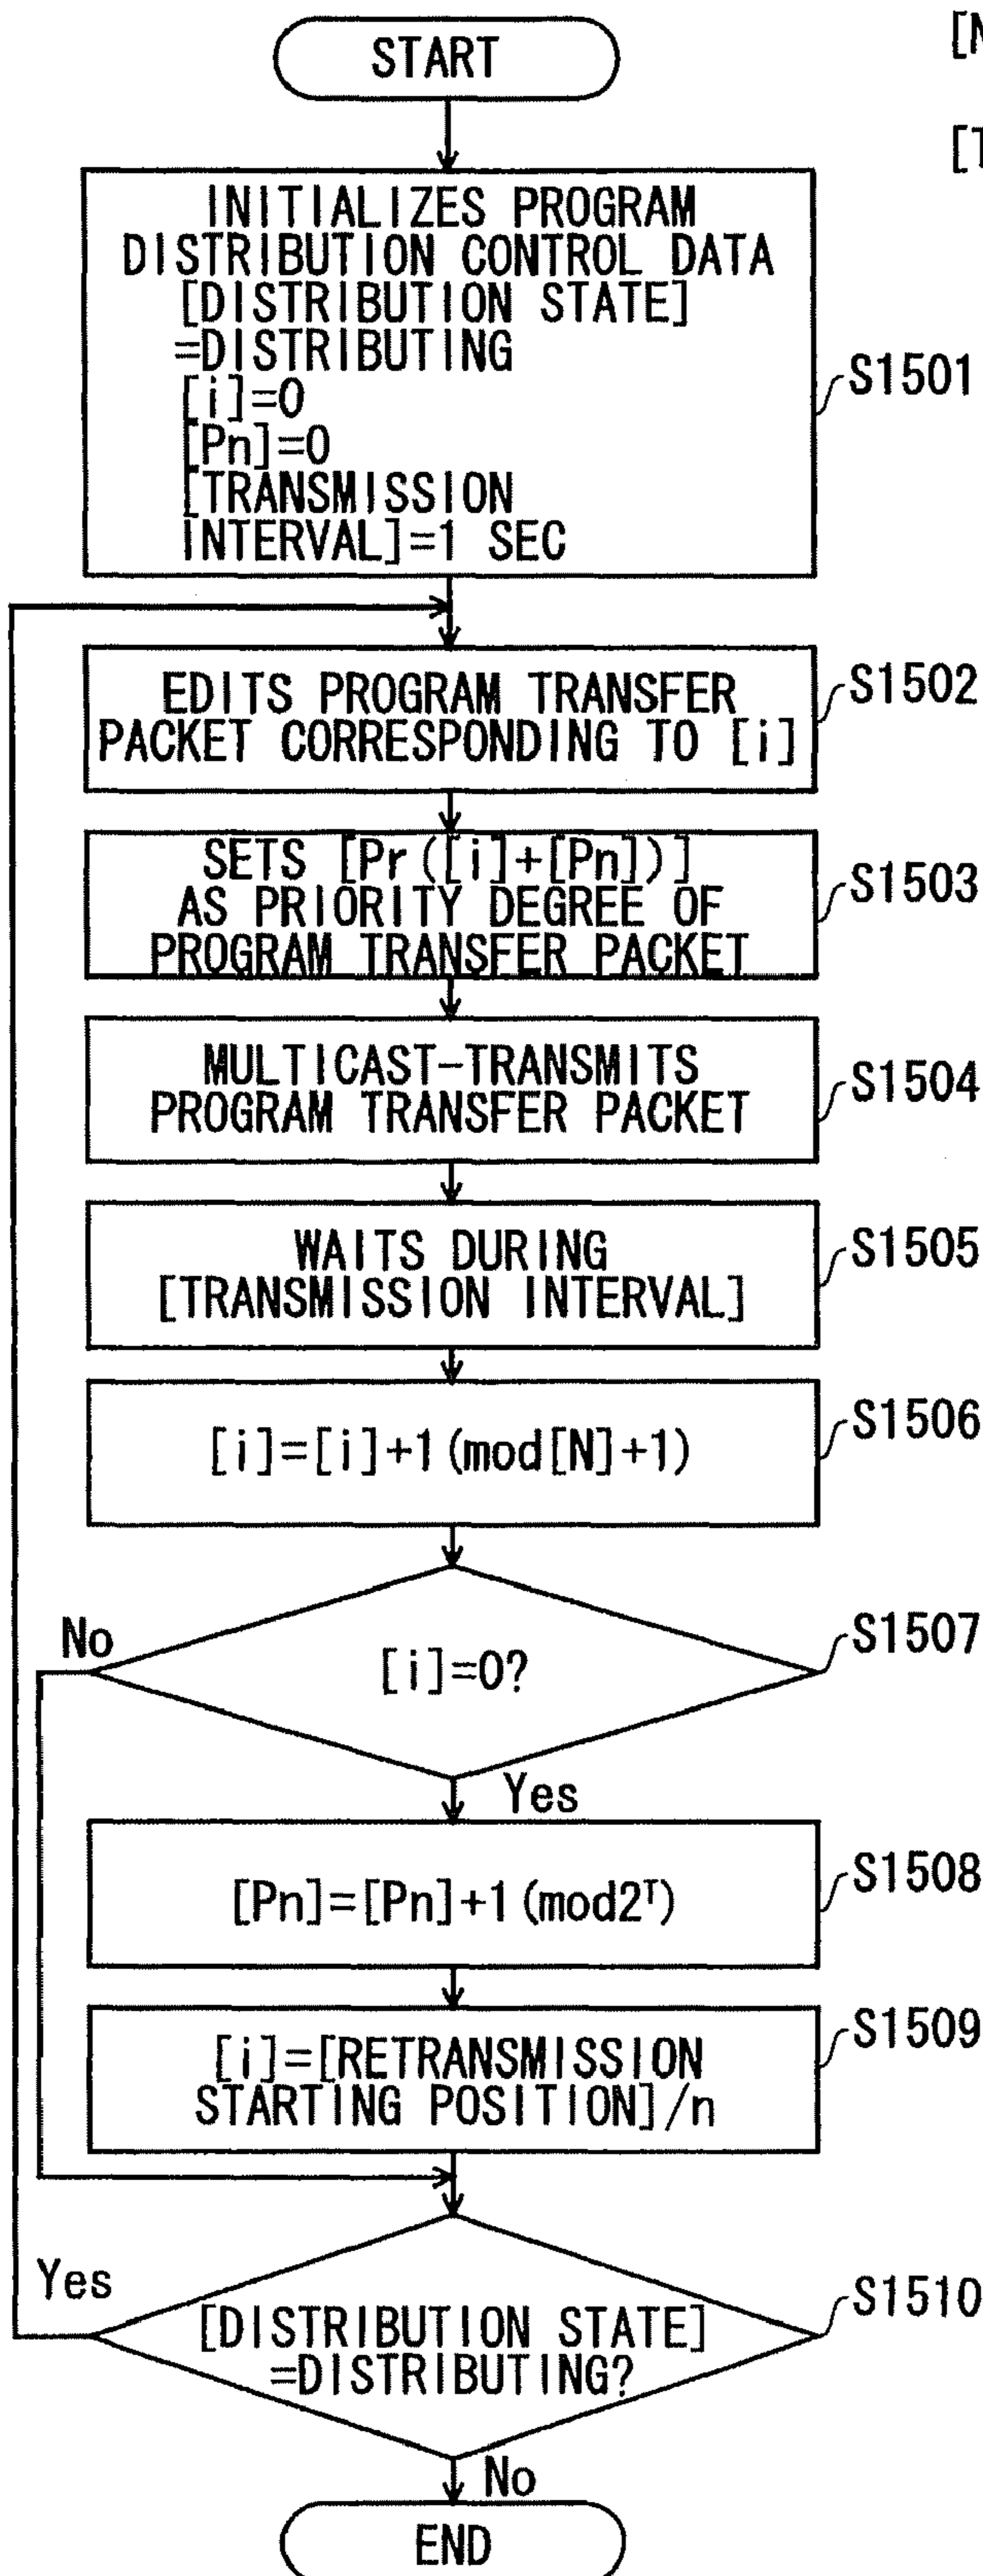 START
[N
[T
INITIALIZES PROGRAM
DISTRIBUTION CONTROL DATA
[DISTRIBUTION STATE]
=DISTRIBUTING
[i]=0
[Pn]=0
[TRANSMISSION
INTERVAL]=1 SEC
S1501
EDITS PROGRAM TRANSFER
PACKET CORRESPONDING TO [i]
S1502
SETS [Pr([i]+[Pn])]
AS PRIORITY DEGREE OF
PROGRAM TRANSFER PACKET
S1503
MULTICAST-TRANSMITS
PROGRAM TRANSFER PACKET
S1504
WAITS DURING
[TRANSMISSION INTERVAL]
S1505
[i]=[i]+1(mod[N]+1)
S1506
No
[i]=0?
S1507
Yes
[Pn]=[Pn]+1(mod2ᵀ)
S1508
[i]=[RETRANSMISSION
STARTING POSITION]/n
S1509
Yes
[DISTRIBUTION STATE]
=DISTRIBUTING?
S1510
No
END